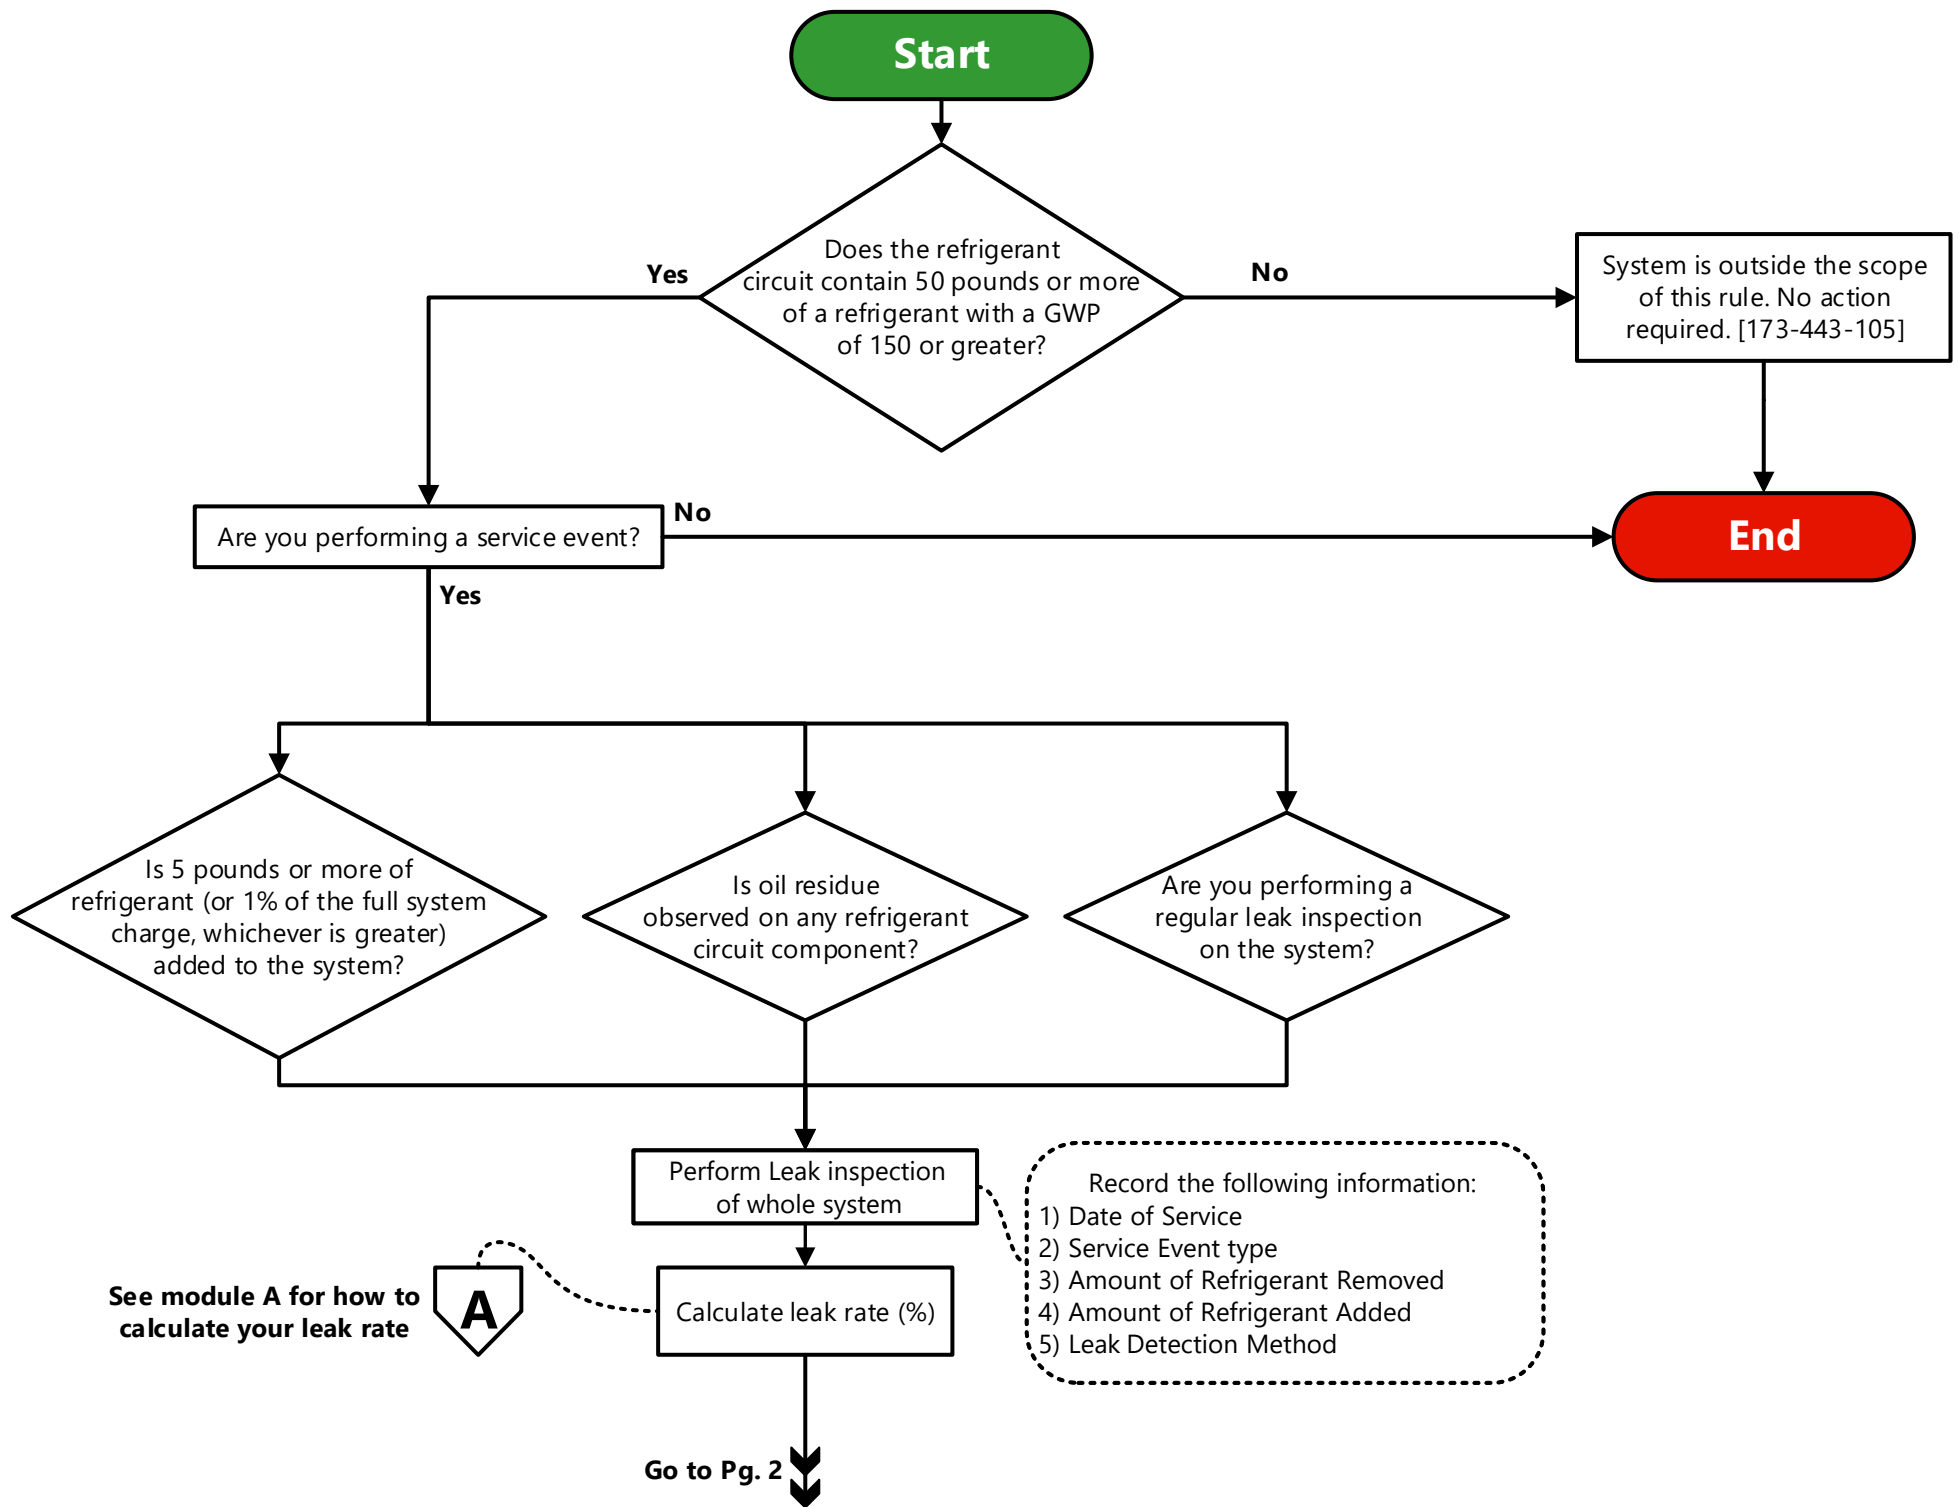 Start
Does the refrigerant
circuit contain 50 pounds or more
of a refrigerant with a GWP
of 150 or greater?
Yes
No
System is outside the scope
of this rule. No action
required. [173-443-105]
Are you performing a service event?
No
End
Yes
Is 5 pounds or more of
refrigerant (or 1% of the full system
charge, whichever is greater)
added to the system?
Is oil residue
observed on any refrigerant
circuit component?
Are you performing a
regular leak inspection
on the system?
Perform Leak inspection
of whole system
Record the following information:
1) Date of Service
2) Service Event type
3) Amount of Refrigerant Removed
4) Amount of Refrigerant Added
5) Leak Detection Method
See module A for how to
calculate your leak rate
A
Calculate leak rate (%)
Go to Pg. 2